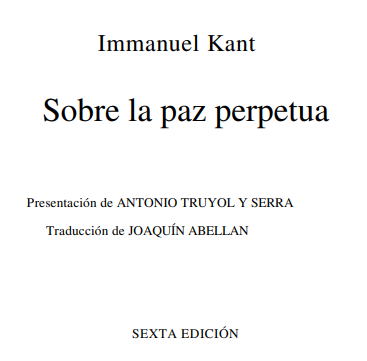 Immanuel Kant
Sobre la paz perpetua
Presentación de ANTONIO TRUYOL Y SERRA
Traducción de JOAQUÍN ABELLAN
SEXTA EDICIÓN